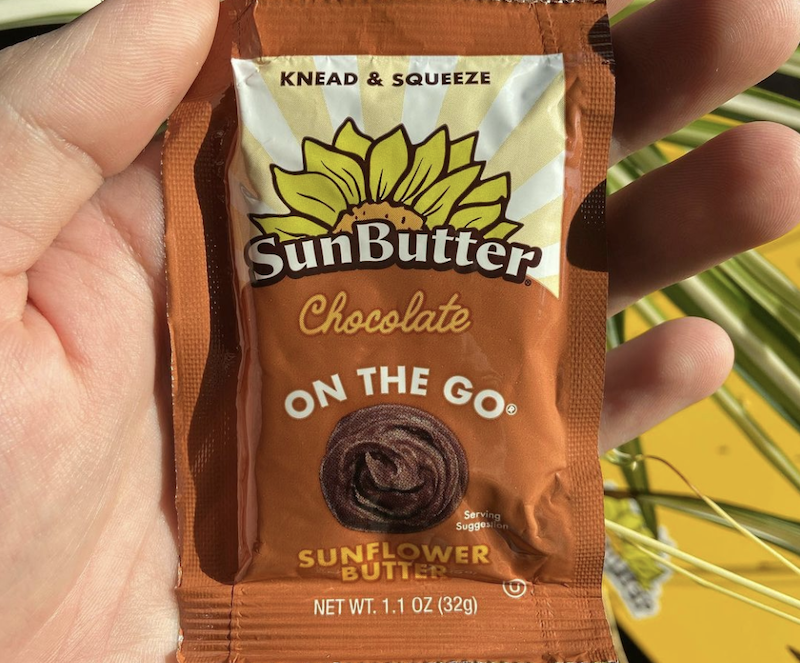 KNEAD & SQUEEZE
SunButter®
Chocolate
ON THE GO®
Serving
Suggestion
SUNFLOWER
BUTTER
U
NET WT. 1.1 OZ (32g)